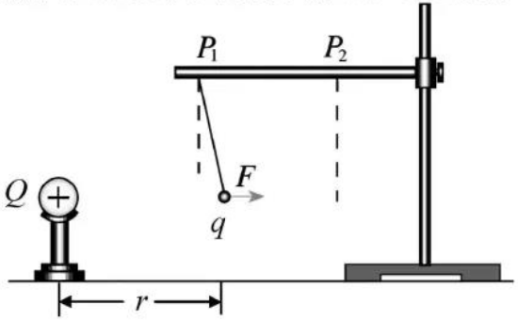 P₁ P₂
Q + F
q
r